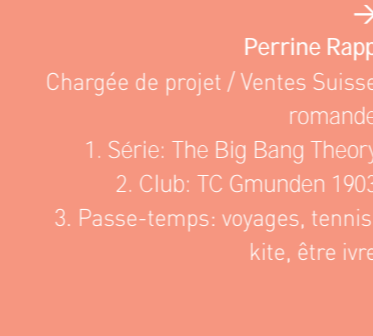 →
Perrine Rapp
Chargée de projet / Ventes Suisse
romande
1. Série: The Big Bang Theory
2. Club: TC Gmunden 1903
3. Passe-temps: voyages, tennis,
kite, être ivre